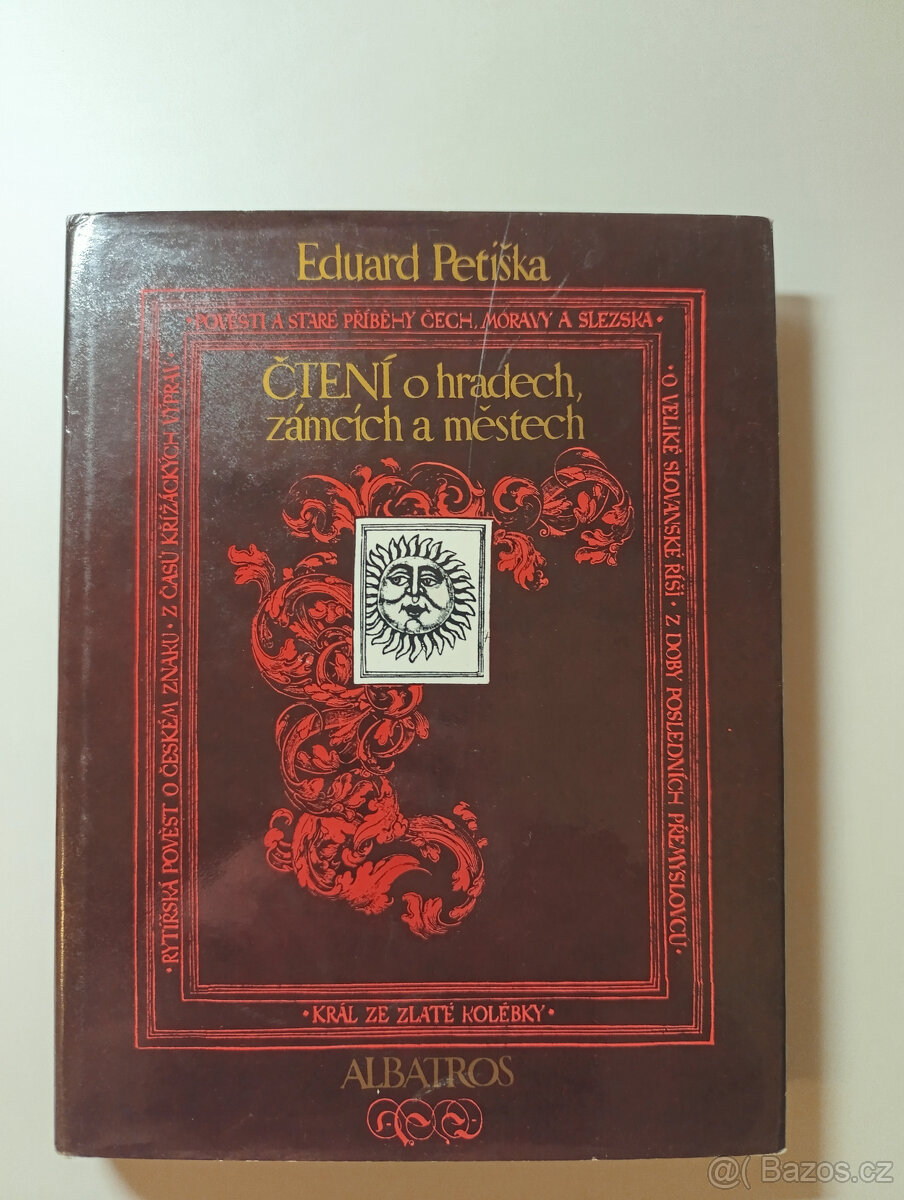 Eduard Petiška
· POVĚSTI A STARÉ PŘÍBĚHY ČECH, MORAVY A SLEZSKA ·
ČTENÍ o hradech,
zámcích a městech
· O VELIKÉ SLOVANSKÉ ŘÍŠI · Z DOBY POSLEDNÍCH PŘEMYSLOVCŮ ·
· RYTÍŘSKÁ POVĚST O ČESKÉM ZNAKU · Z ČASŮ KŘIŽÁCKÝCH VÝPRAV ·
· KRÁL ZE ZLATÉ KOLÉBKY ·
ALBATROS
@( Bazos.cz